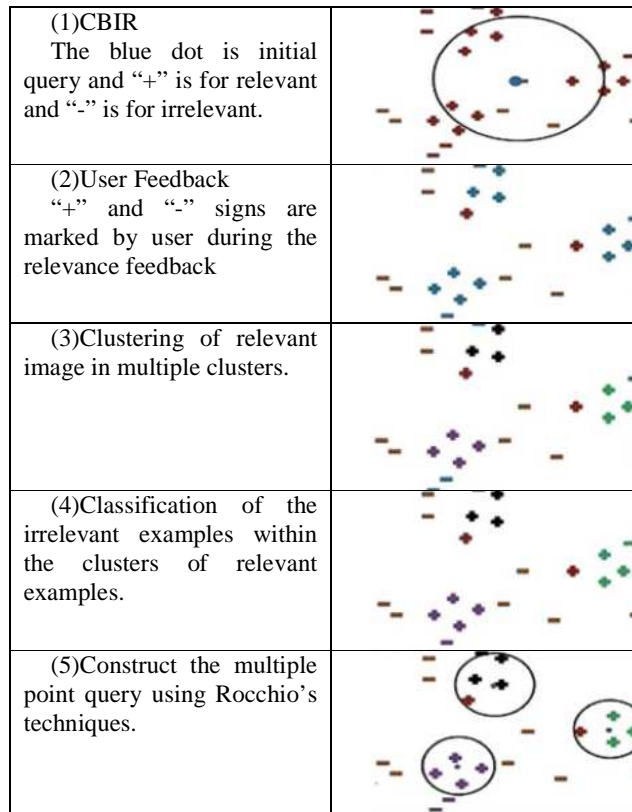 (1)CBIR
The blue dot is initial
query and “+” is for relevant
and “-” is for irrelevant.
(2)User Feedback
“+” and “-” signs are
marked by user during the
relevance feedback
(3)Clustering of relevant
image in multiple clusters.
(4)Classification of the
irrelevant examples within
the clusters of relevant
examples.
(5)Construct the multiple
point query using Rocchio’s
techniques.